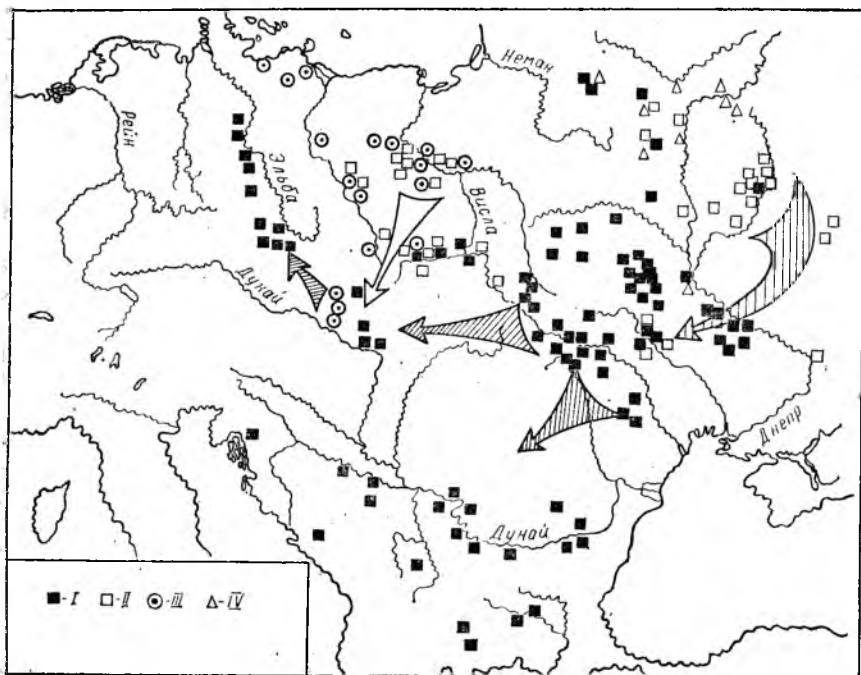 Неман
Рейн
Эльба
Висла
Дунай
Днепр
Дунай
■-I □-II ⊙-III △-IV